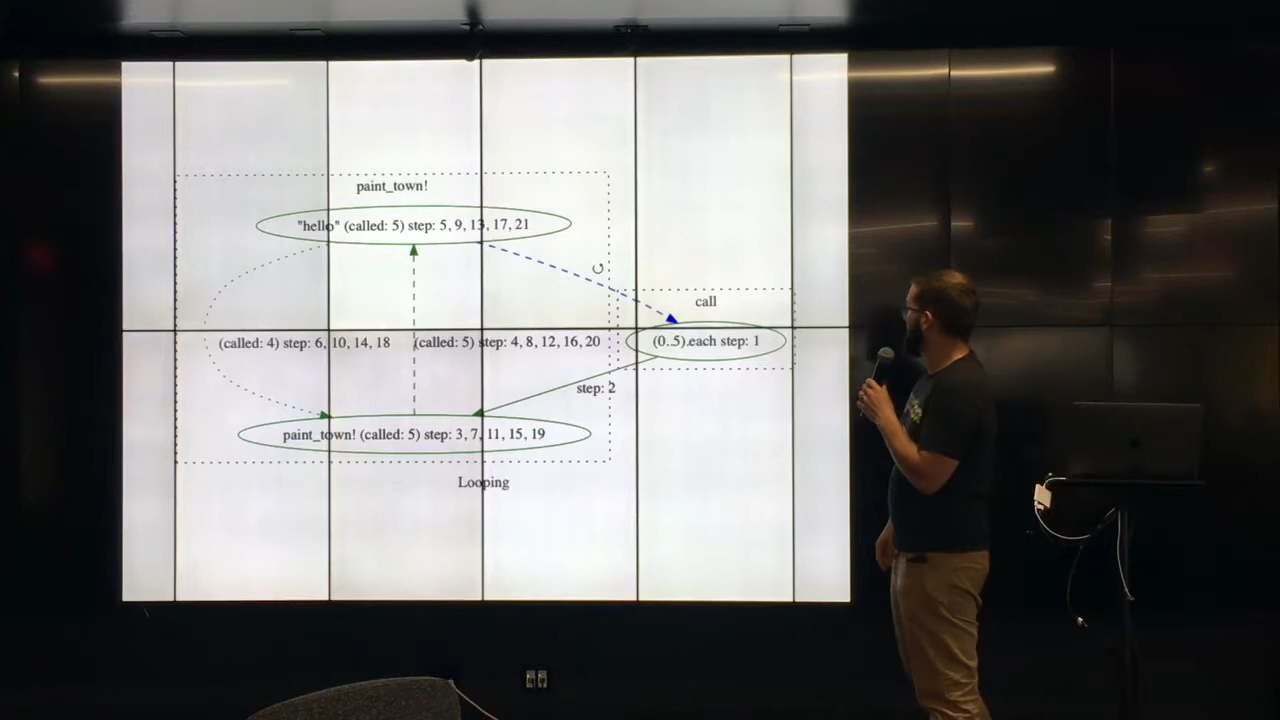 paint_town!
"hello" (called: 5) step: 5, 9, 13, 17, 21
call
(called: 4) step: 6, 10, 14, 18
(called: 5) step: 4, 8, 12, 16, 20
(0..5).each step: 1
step: 2
paint_town! (called: 5) step: 3, 7, 11, 15, 19
Looping